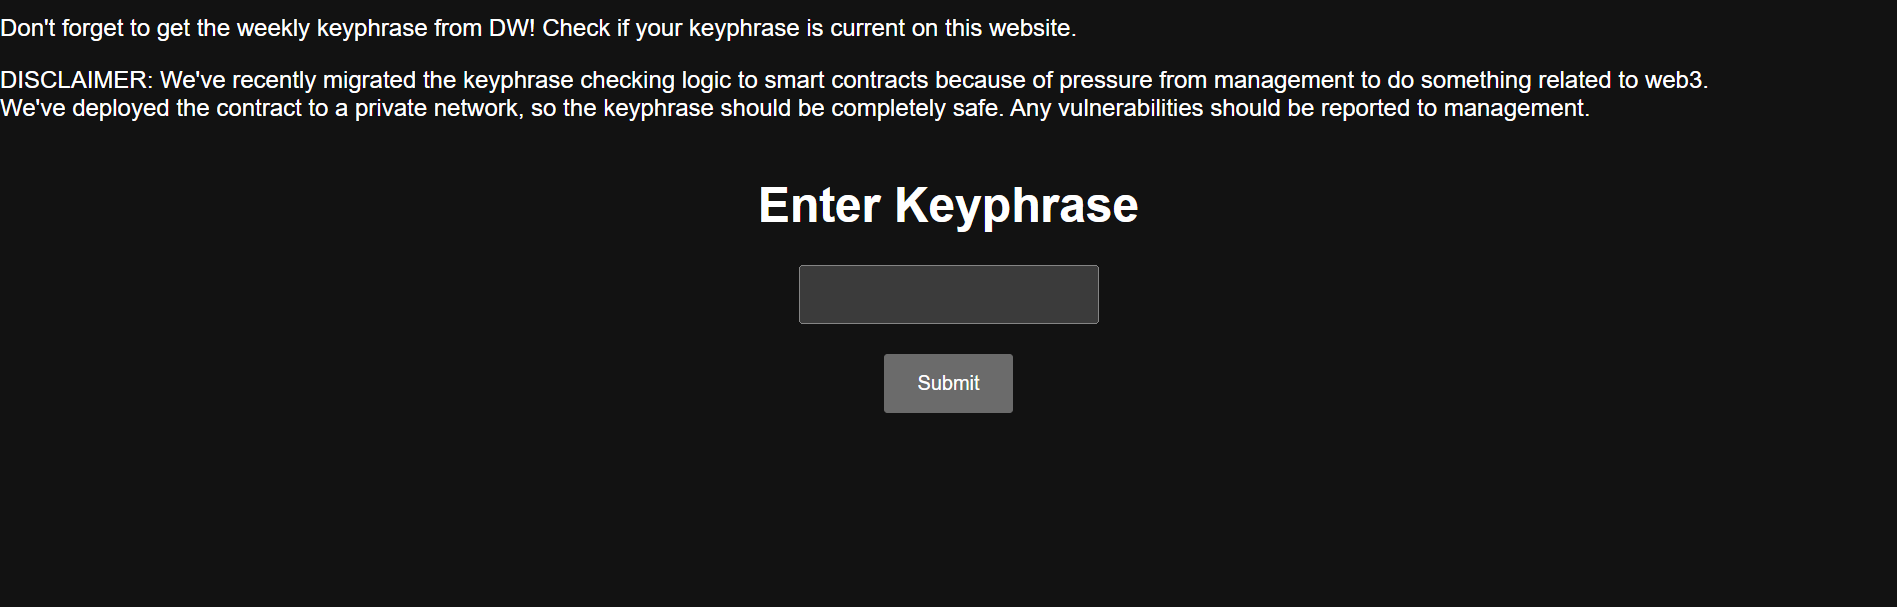 Don't forget to get the weekly keyphrase from DW! Check if your keyphrase is current on this website.
DISCLAIMER: We've recently migrated the keyphrase checking logic to smart contracts because of pressure from management to do something related to web3.
We've deployed the contract to a private network, so the keyphrase should be completely safe. Any vulnerabilities should be reported to management.
Enter Keyphrase
Submit